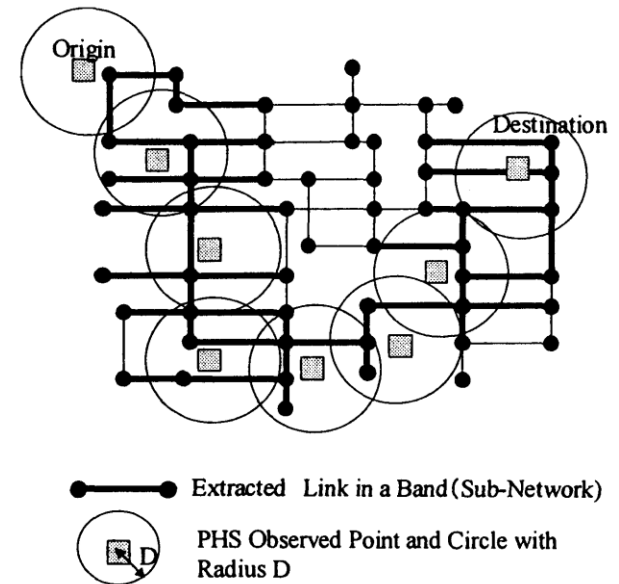 Origin
Destination
Extracted Link in a Band(Sub-Network)
D
PHS Observed Point and Circle with
Radius D